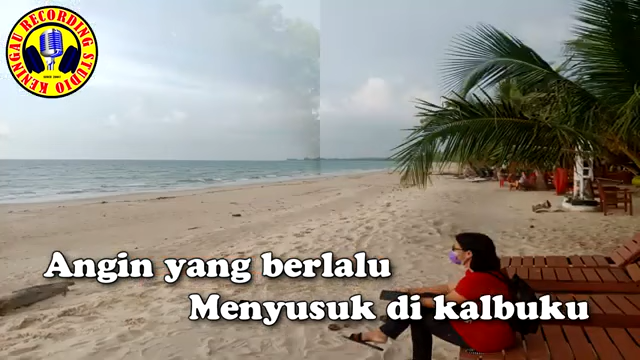 RECORDING STUDIO
KENINGAU
Angin yang berlalu
Menyusuk di kalbuku